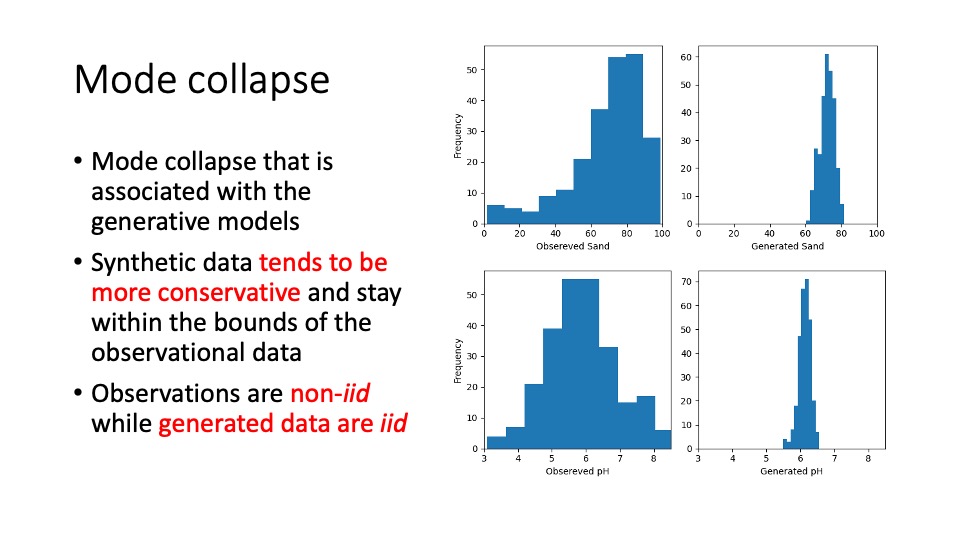 Mode collapse
• Mode collapse that is
associated with the
generative models
• Synthetic data tends to be
more conservative and stay
within the bounds of the
observational data
• Observations are non-iid
while generated data are iid
Frequency
50
40
30
20
10
0
0 20 40 60 80 100
Obsereved Sand
60
50
40
30
20
10
0
0 20 40 60 80 100
Generated Sand
Frequency
50
40
30
20
10
0
3 4 5 6 7 8
Obsereved pH
70
60
50
40
30
20
10
0
3 4 5 6 7 8
Generated pH